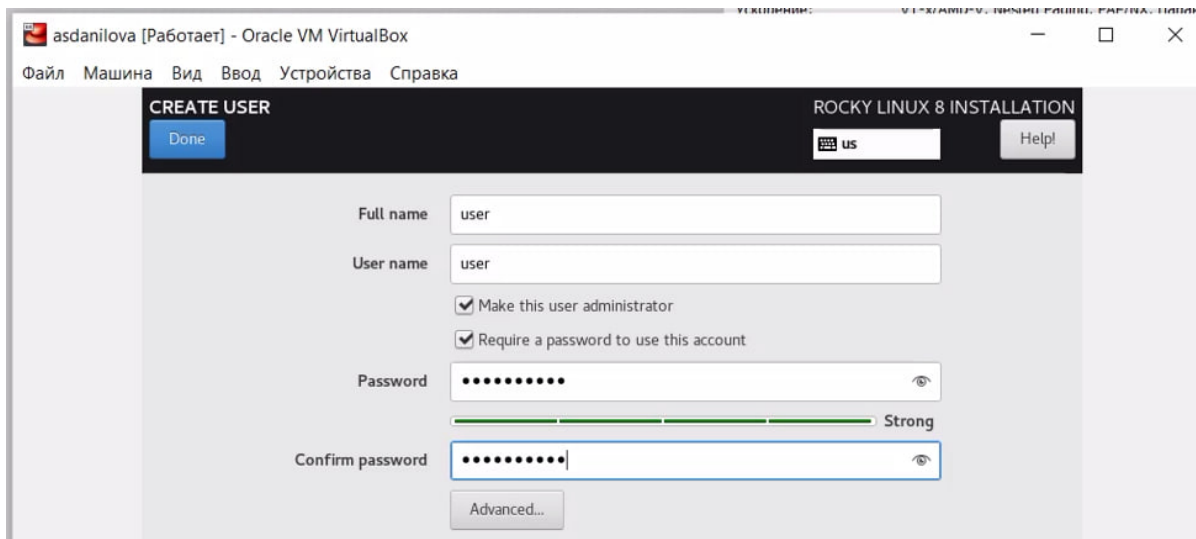 asdanilova [Работает] - Oracle VM VirtualBox
Файл Машина Вид Ввод Устройства Справка
CREATE USER
ROCKY LINUX 8 INSTALLATION
Done
us
Help!
Full name
user
User name
user
Make this user administrator
Require a password to use this account
Password
••••••••••
Strong
Confirm password
••••••••••
Advanced...